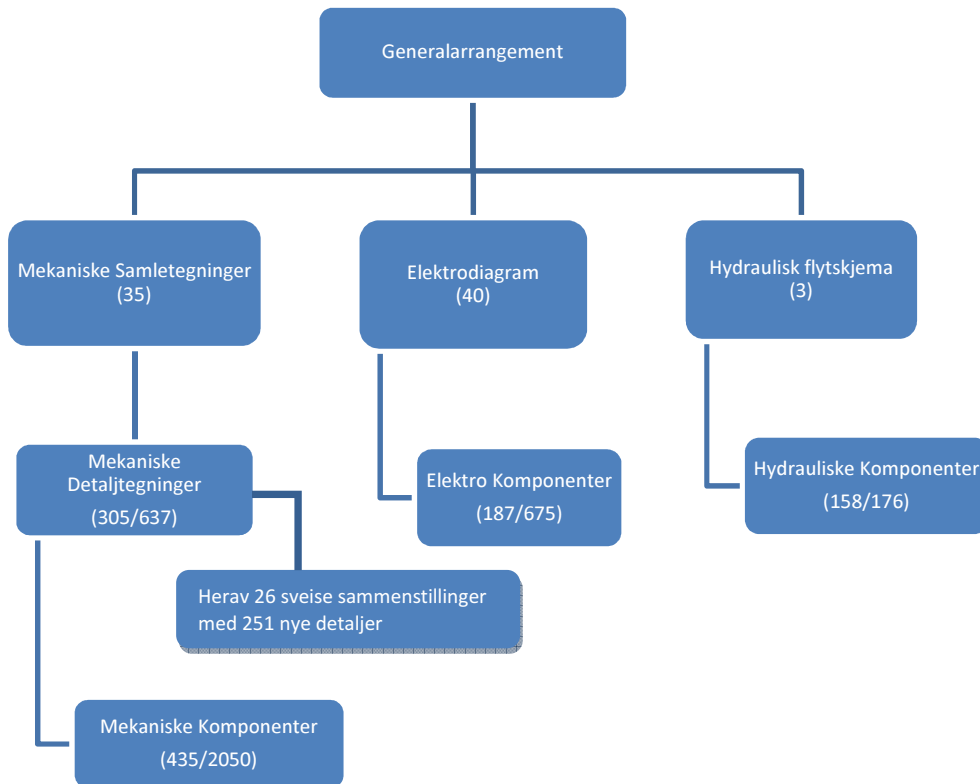 Generalarrangement
Mekaniske Samletegninger
(35)
Elektrodiagram
(40)
Hydraulisk flytskjema
(3)
Mekaniske
Detaljtegninger
(305/637)
Elektro Komponenter
(187/675)
Hydrauliske Komponenter
(158/176)
Herav 26 sveise sammenstillinger
med 251 nye detaljer
Mekaniske Komponenter
(435/2050)